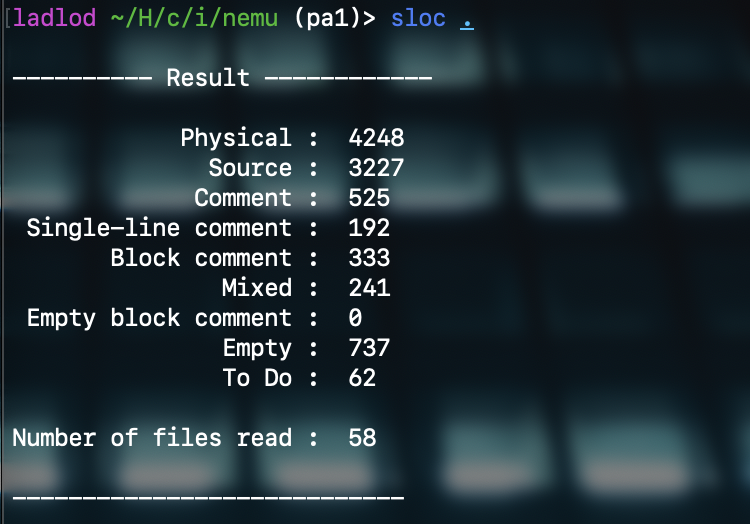 ladlod ~/H/c/i/nemu (pa1)> sloc .
---------- Result ------------
Physical : 4248
Source : 3227
Comment : 525
Single-line comment : 192
Block comment : 333
Mixed : 241
Empty block comment : 0
Empty : 737
To Do : 62
Number of files read : 58
----------------------------